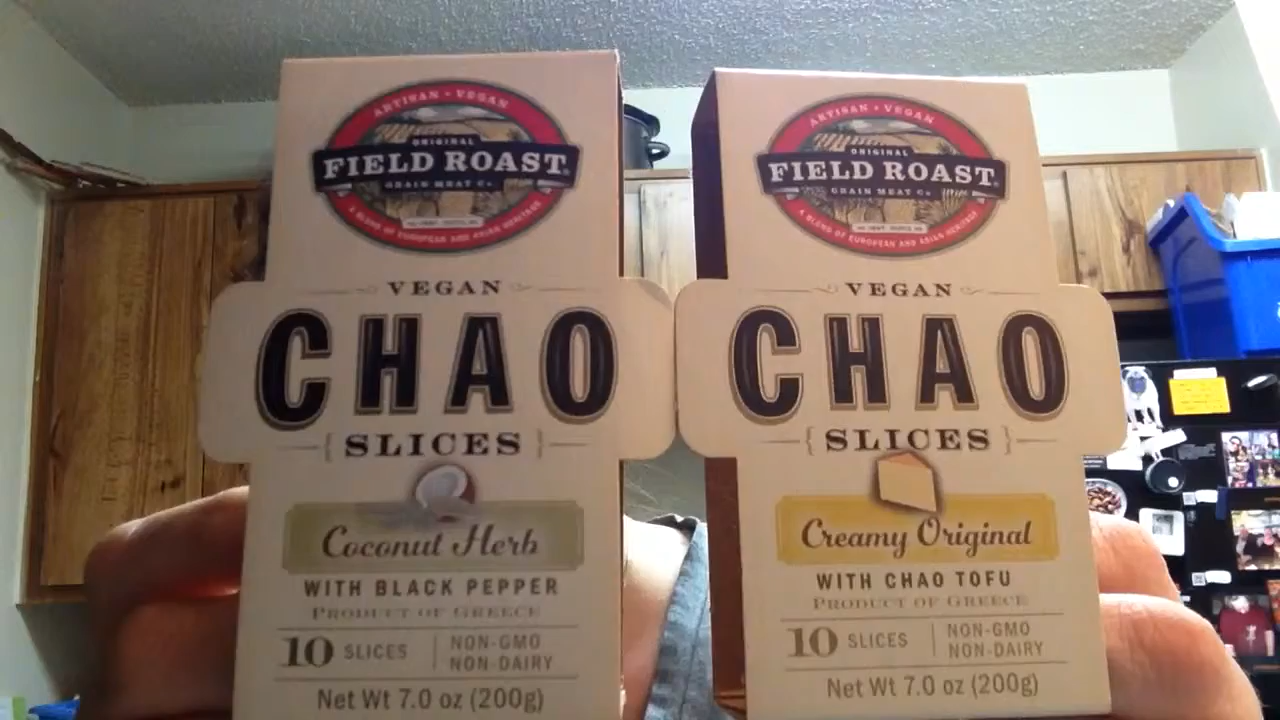 ARTISAN • VEGAN
ORIGINAL
FIELD ROAST®
GRAIN MEAT Co.
A BLEND OF EUROPEAN AND ASIAN HERITAGE
VEGAN
CHAO
SLICES
Coconut Herb
WITH BLACK PEPPER
PRODUCT OF GREECE
10 SLICES
NON-GMO
NON-DAIRY
Net Wt 7.0 oz (200g)
ARTISAN • VEGAN
ORIGINAL
FIELD ROAST®
GRAIN MEAT Co.
A BLEND OF EUROPEAN AND ASIAN HERITAGE
VEGAN
CHAO
SLICES
Creamy Original
WITH CHAO TOFU
PRODUCT OF GREECE
10 SLICES
NON-GMO
NON-DAIRY
Net Wt 7.0 oz (200g)